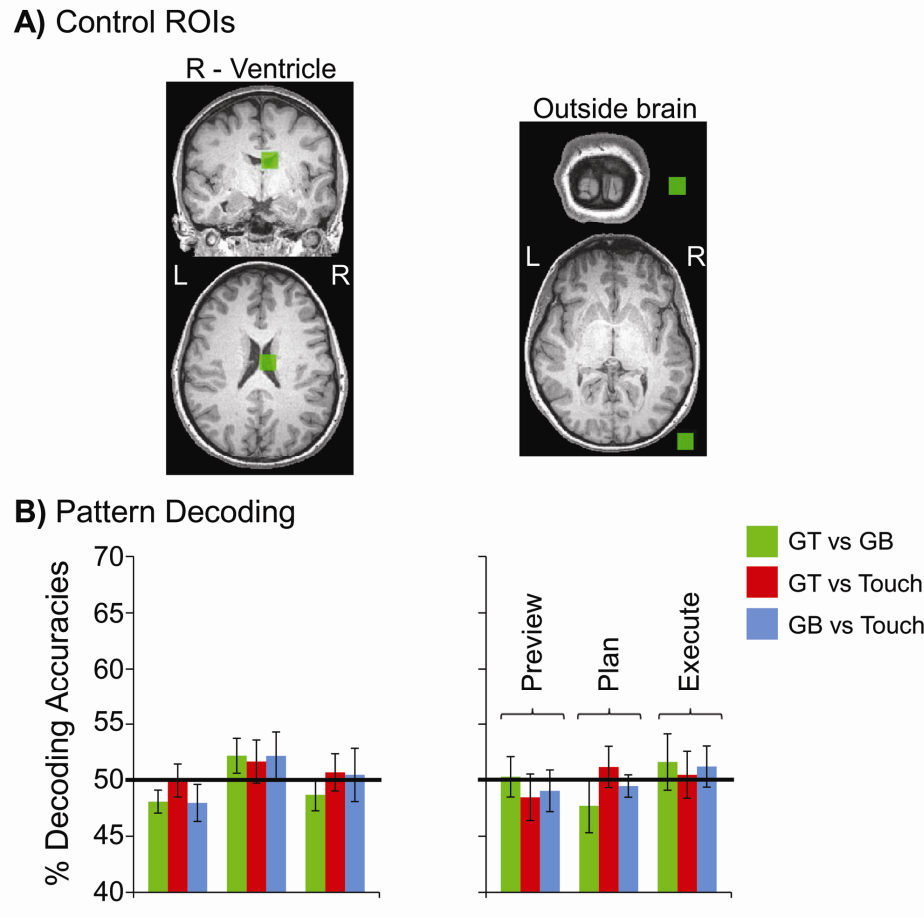 A) Control ROIs
R - Ventricle
Outside brain
L
R
L
R
B) Pattern Decoding
GT vs GB
GT vs Touch
GB vs Touch
% Decoding Accuracies
70
65
60
55
50
45
40
Preview
Plan
Execute